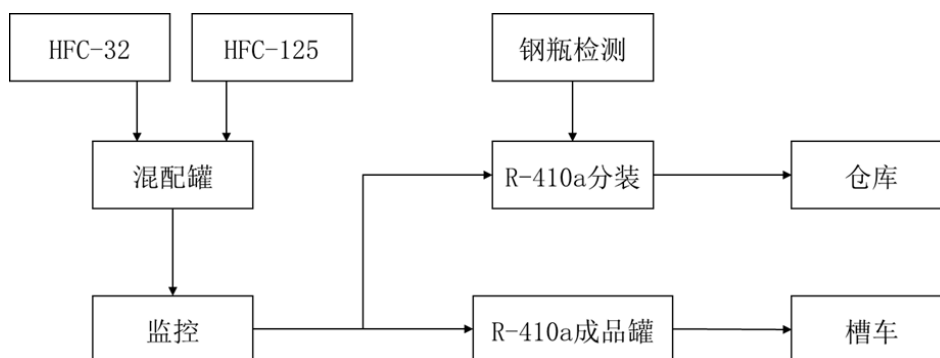 HFC-32
HFC-125
钢瓶检测
混配罐
R-410a分装
仓库
监控
R-410a成品罐
槽车